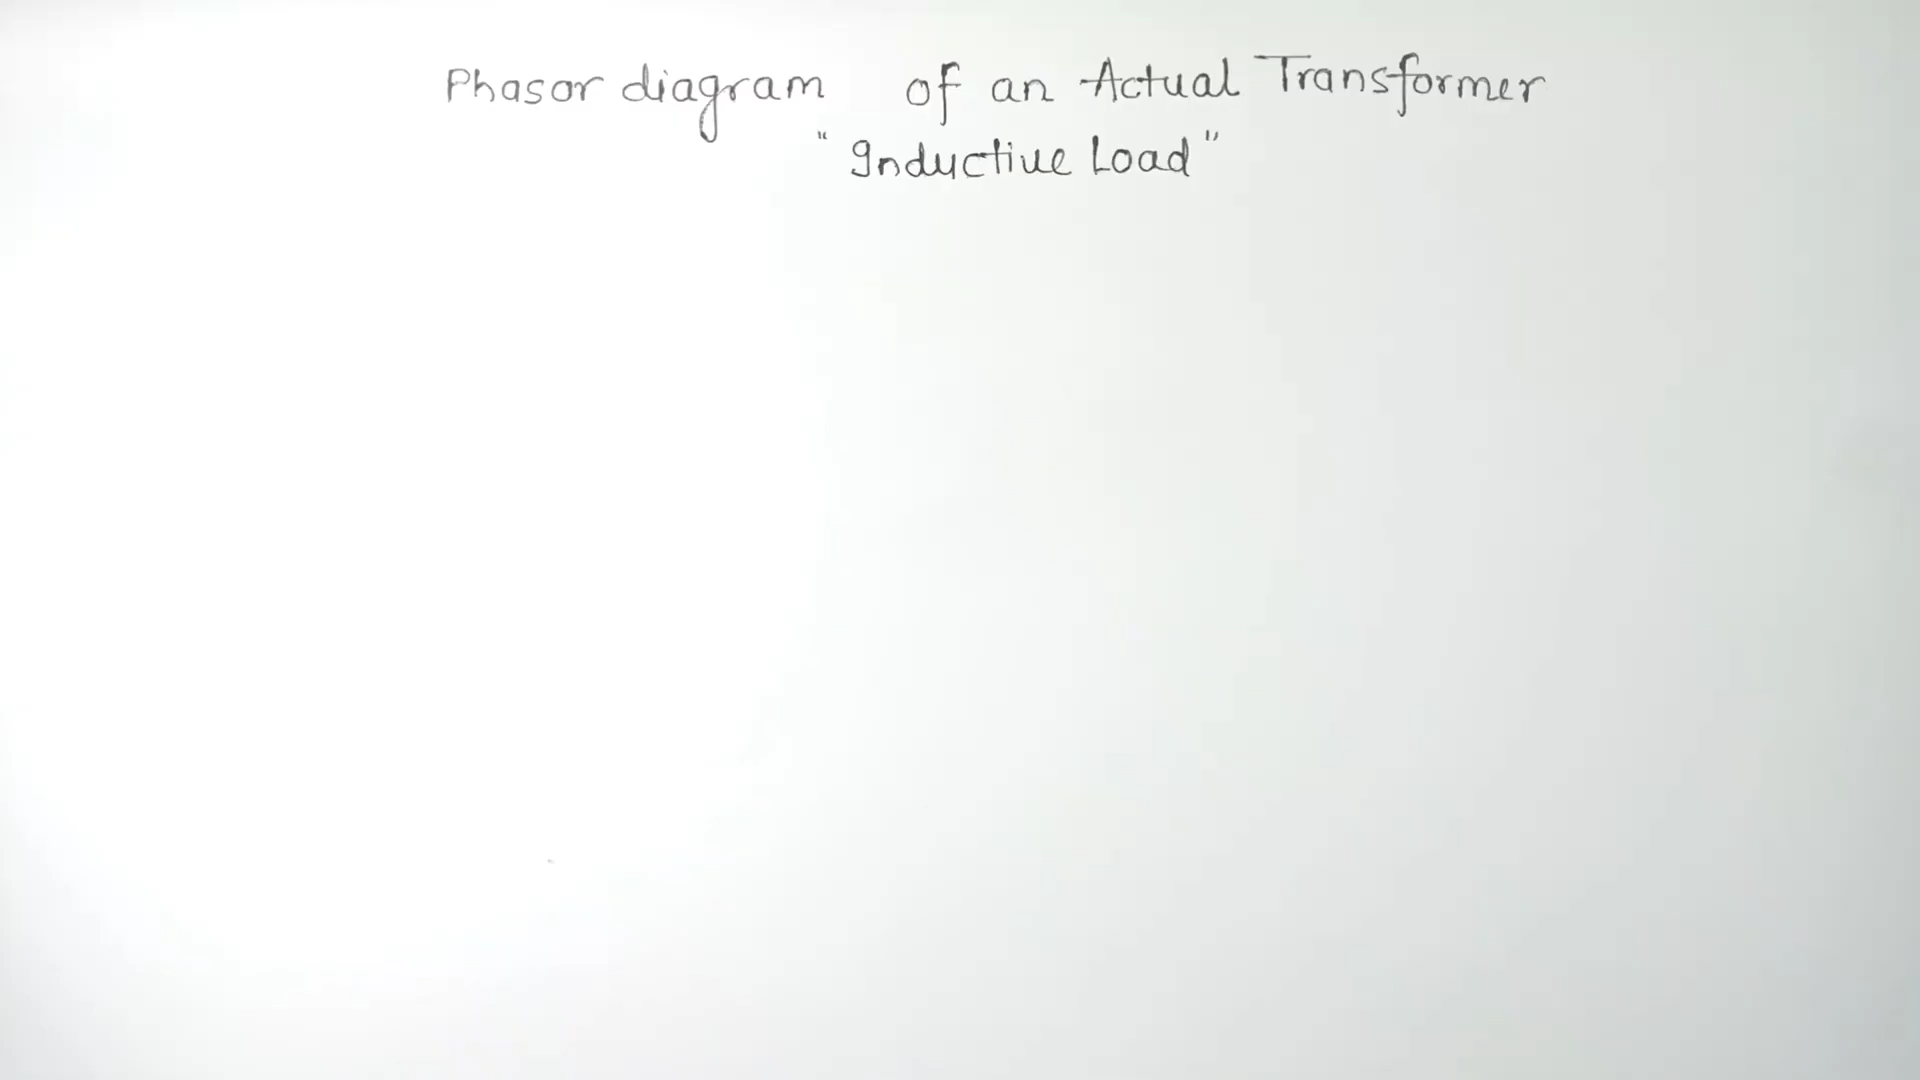 Phasor diagram of an Actual Transformer
"Inductive Load"